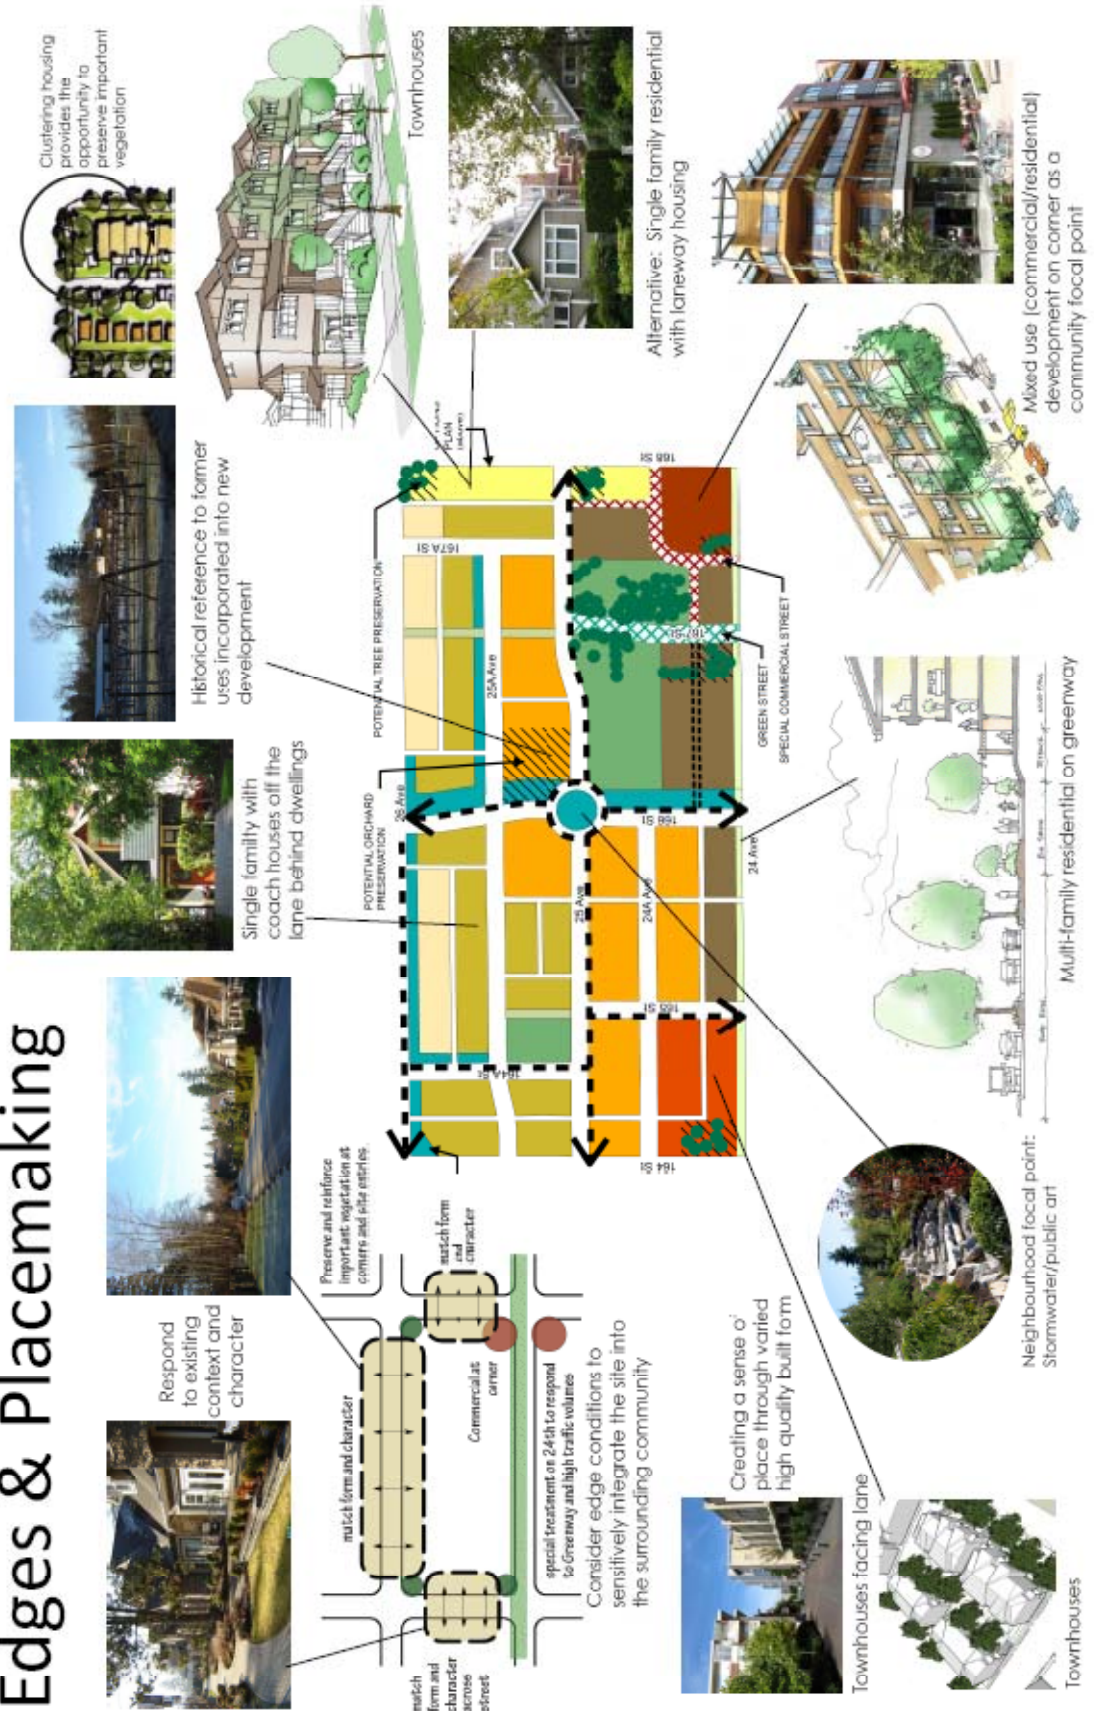 Edges & Placemaking
Respond
to existing
context and
character
match form and character
Preserve and reinforce
important vegetation at
corners and site entries.
match form
and
character
Commercial at
corner
match
form and
character
across
street
special treatment on 24th to respond
to Greenway and high traffic volumes
Consider edge conditions to
sensitively integrate the site into
the surrounding community
Creating a sense o'
place through varied
high quality built form
Townhouses facing lane
Townhouses
Single family with
coach houses off the
lane behind dwellings
Historical reference to former
uses incorporated into new
development
Clustering housing
provides the
opportunity to
preserve important
vegetation
Townhouses
Alternative: Single family residential
with laneway housing
POTENTIAL ORCHARD
PRESERVATION
POTENTIAL TREE PRESERVATION
PLAN
26 Ave
25A Ave
25 Ave
24A Ave
24 Ave
164 St
164A St
165 St
166 St
167 St
167A St
168 St
GREEN STREET
SPECIAL COMMERCIAL STREET
Mixed use (commercial/residential)
development on corner as a
community focal point
Multi-family residential on greenway
Neighbourhood focal point:
Stormwater/public art